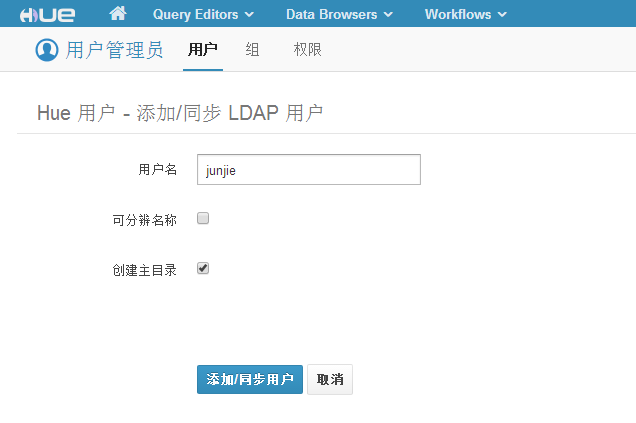 HUE Query Editors Data Browsers Workflows
用户管理员 用户 组 权限
Hue 用户 - 添加/同步 LDAP 用户
用户名 junjie
可分辨名称
创建主目录
添加/同步用户 取消